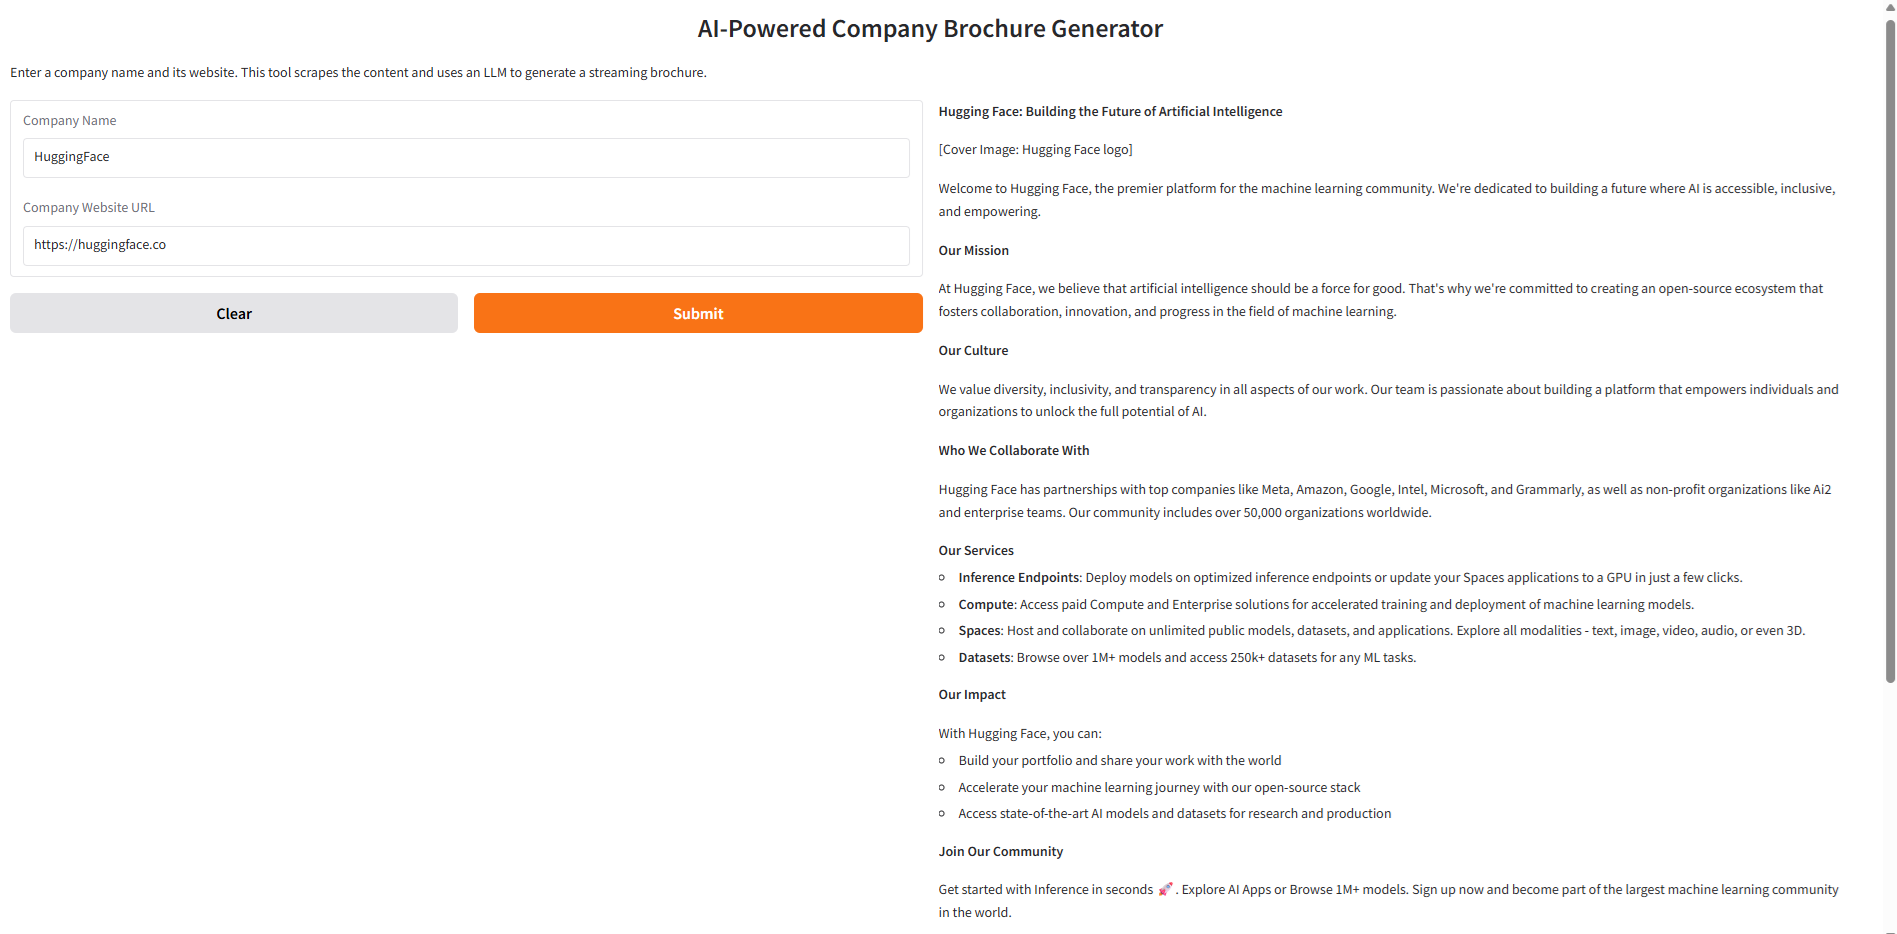 AI-Powered Company Brochure Generator
Enter a company name and its website. This tool scrapes the content and uses an LLM to generate a streaming brochure.
Company Name
HuggingFace
Company Website URL
https://huggingface.co
Clear
Submit
Hugging Face: Building the Future of Artificial Intelligence
[Cover Image: Hugging Face logo]
Welcome to Hugging Face, the premier platform for the machine learning community. We're dedicated to building a future where AI is accessible, inclusive,
and empowering.
Our Mission
At Hugging Face, we believe that artificial intelligence should be a force for good. That's why we're committed to creating an open-source ecosystem that
fosters collaboration, innovation, and progress in the field of machine learning.
Our Culture
We value diversity, inclusivity, and transparency in all aspects of our work. Our team is passionate about building a platform that empowers individuals and
organizations to unlock the full potential of AI.
Who We Collaborate With
Hugging Face has partnerships with top companies like Meta, Amazon, Google, Intel, Microsoft, and Grammarly, as well as non-profit organizations like Ai2
and enterprise teams. Our community includes over 50,000 organizations worldwide.
Our Services
Inference Endpoints: Deploy models on optimized inference endpoints or update your Spaces applications to a GPU in just a few clicks.
Compute: Access paid Compute and Enterprise solutions for accelerated training and deployment of machine learning models.
Spaces: Host and collaborate on unlimited public models, datasets, and applications. Explore all modalities - text, image, video, audio, or even 3D.
Datasets: Browse over 1M+ models and access 250k+ datasets for any ML tasks.
Our Impact
With Hugging Face, you can:
Build your portfolio and share your work with the world
Accelerate your machine learning journey with our open-source stack
Access state-of-the-art AI models and datasets for research and production
Join Our Community
Get started with Inference in seconds 🚀. Explore AI Apps or Browse 1M+ models. Sign up now and become part of the largest machine learning community
in the world.